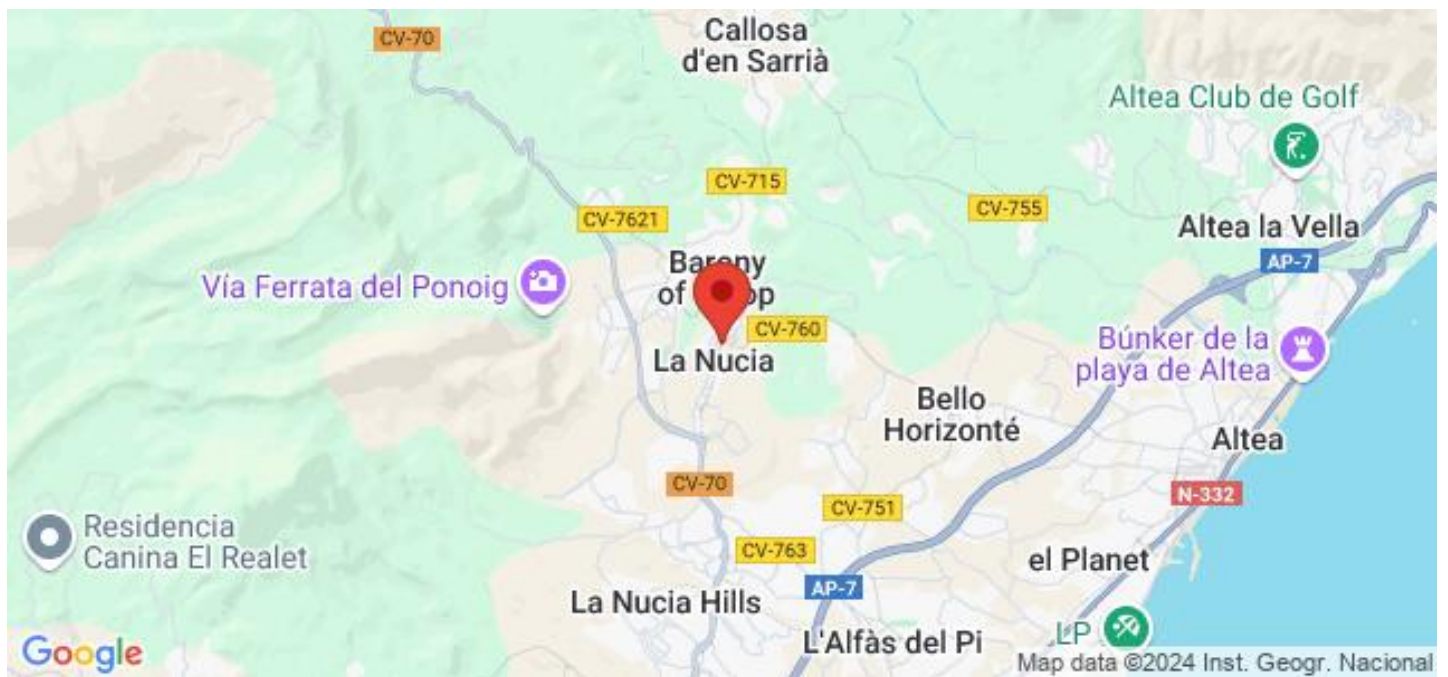 CV-70
Callosa
d'en Sarrià
Altea Club de Golf
CV-715
CV-7621
CV-755
Altea la Vella
AP-7
Barony
Vía Ferrata del Ponoig
of
op
CV-760
La Nucia
Búnker de la
playa de Altea
Bello
Horizonté
Altea
CV-70
N-332
CV-751
Residencia
Canina El Realet
CV-763
el Planet
AP-7
La Nucia Hills
L'Alfàs del Pi
LP
Google
Map data ©2024 Inst. Geogr. Nacional